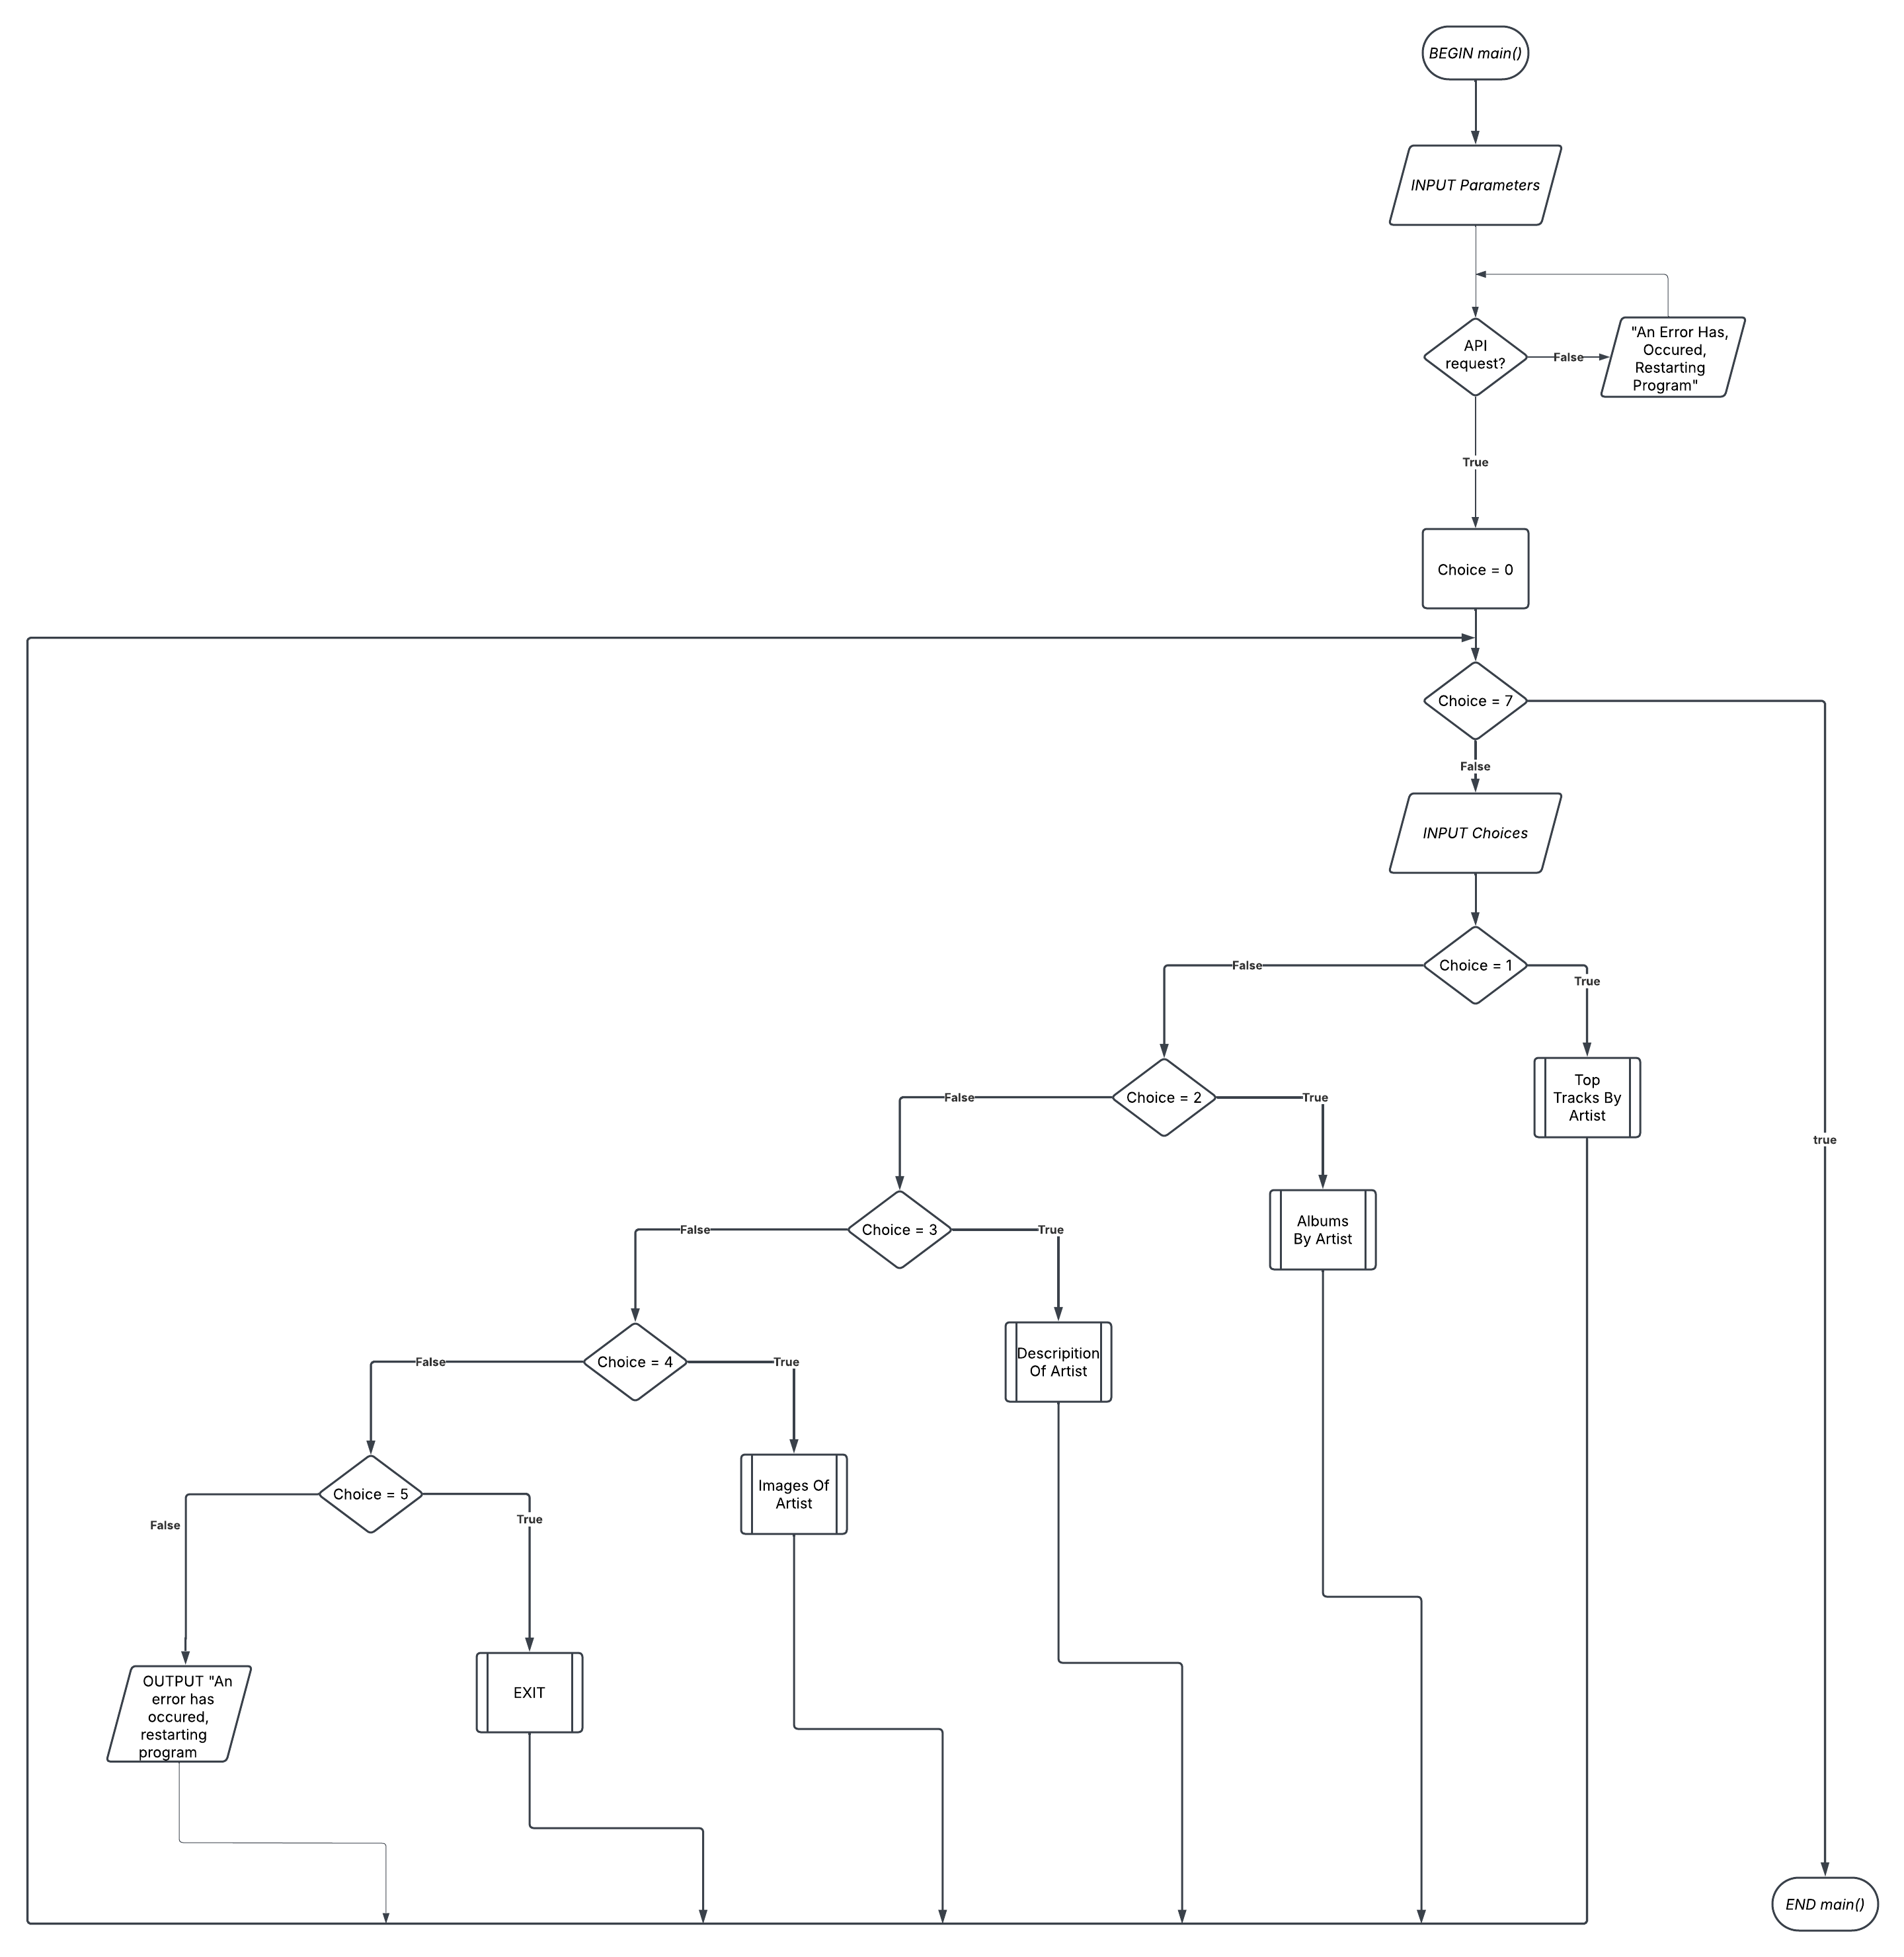 BEGIN main()
INPUT Parameters
API
request?
False
"An Error Has,
Occured,
Restarting
Program"
True
Choice = 0
Choice = 7
False
INPUT Choices
Choice = 1
False
True
Choice = 2
False
True
Top
Tracks By
Artist
true
Choice = 3
False
True
Albums
By Artist
Choice = 4
False
True
Descripition
Of Artist
Choice = 5
False
True
Images Of
Artist
OUTPUT "An
error has
occured,
restarting
program
EXIT
END main()